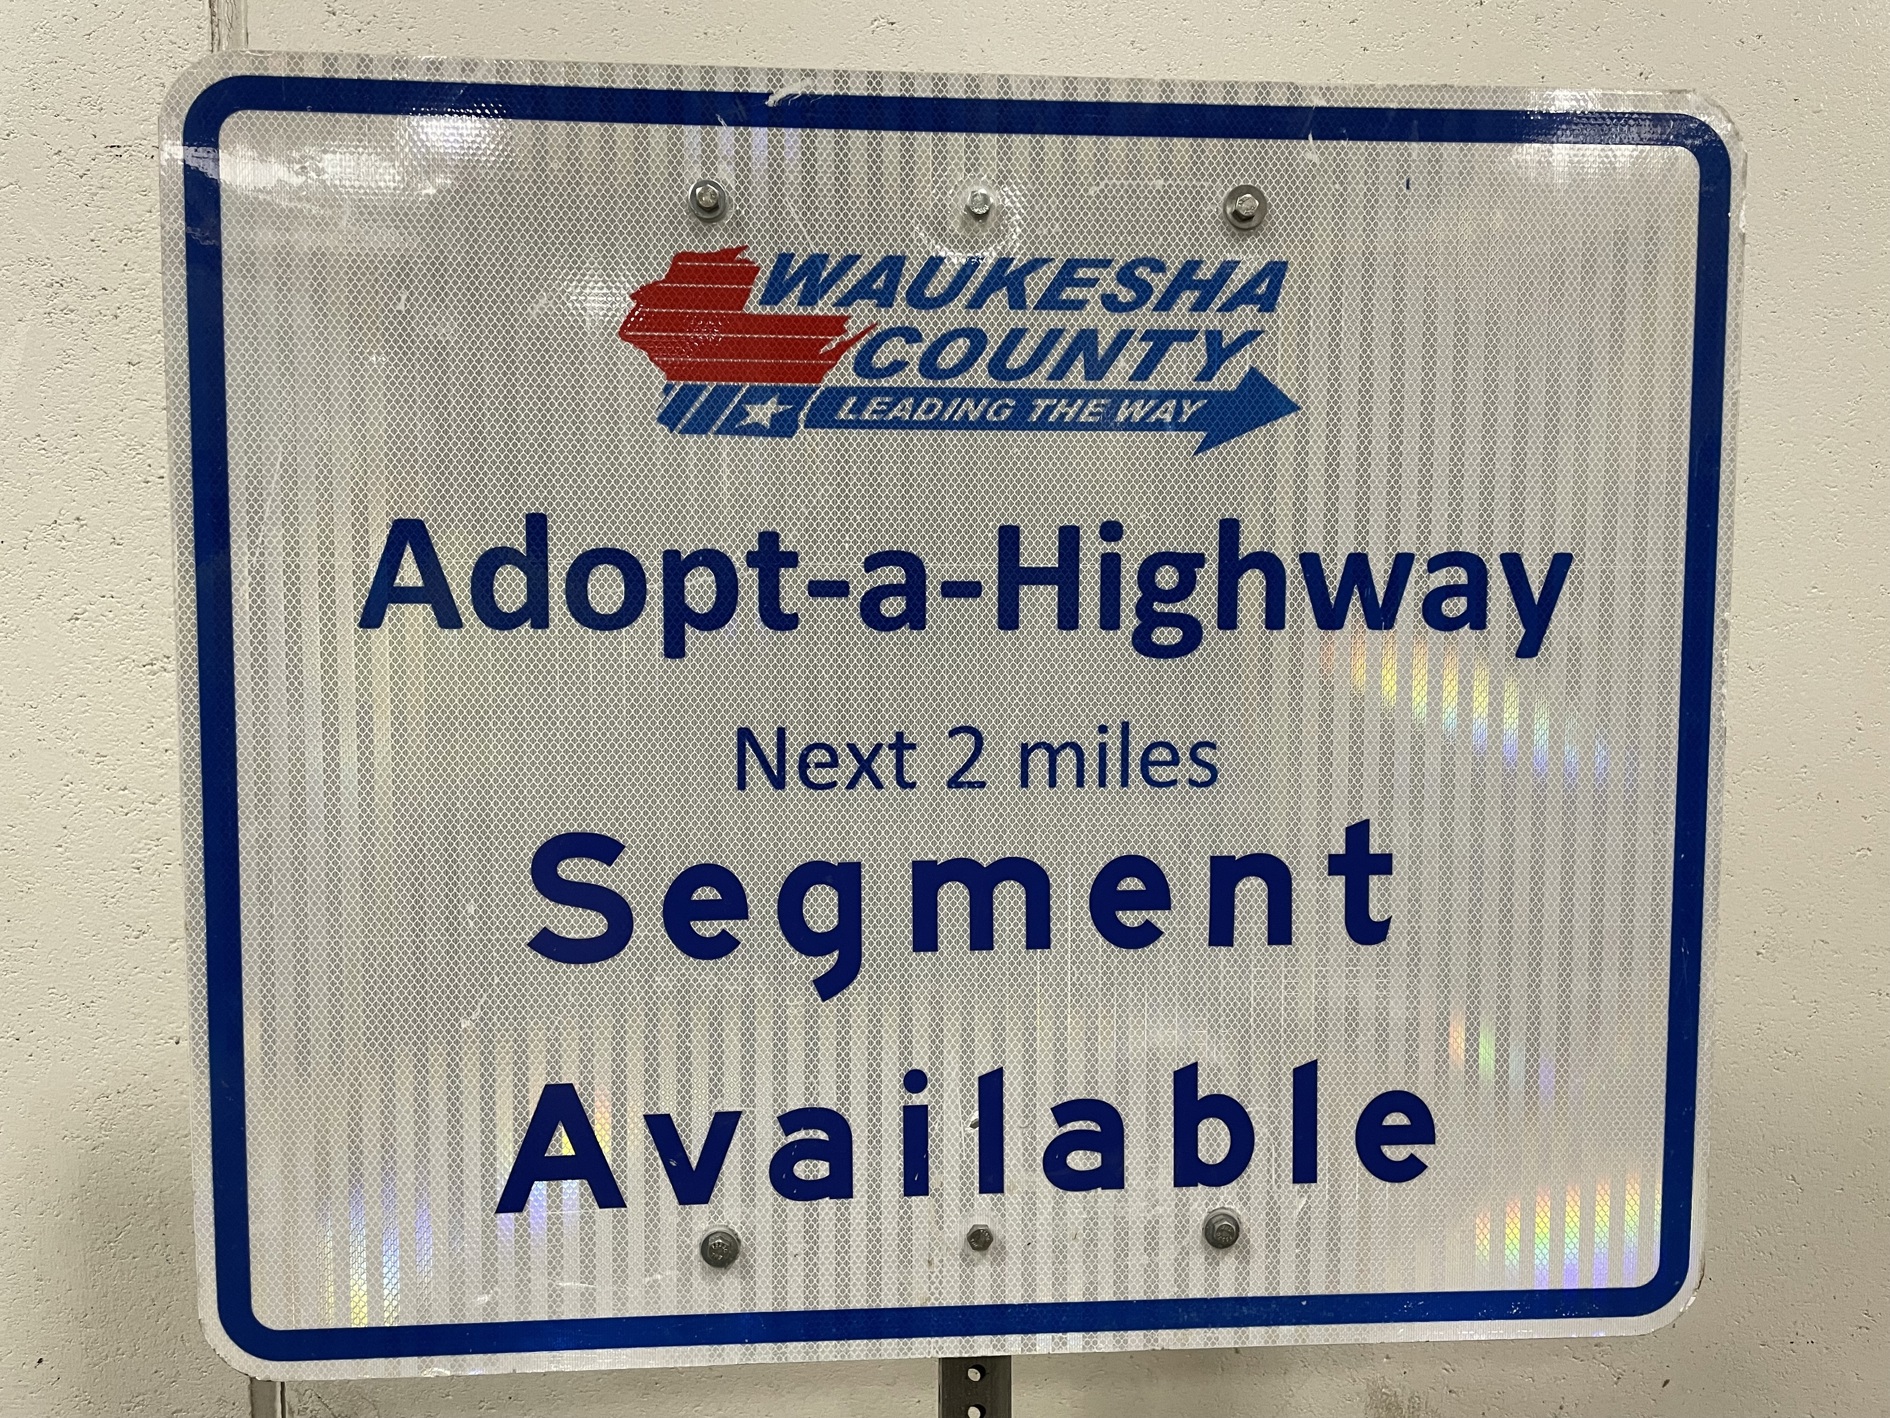 WAUKESHA
COUNTY
LEADING THE WAY
Adopt-a-Highway
Next 2 miles
Segment
Available